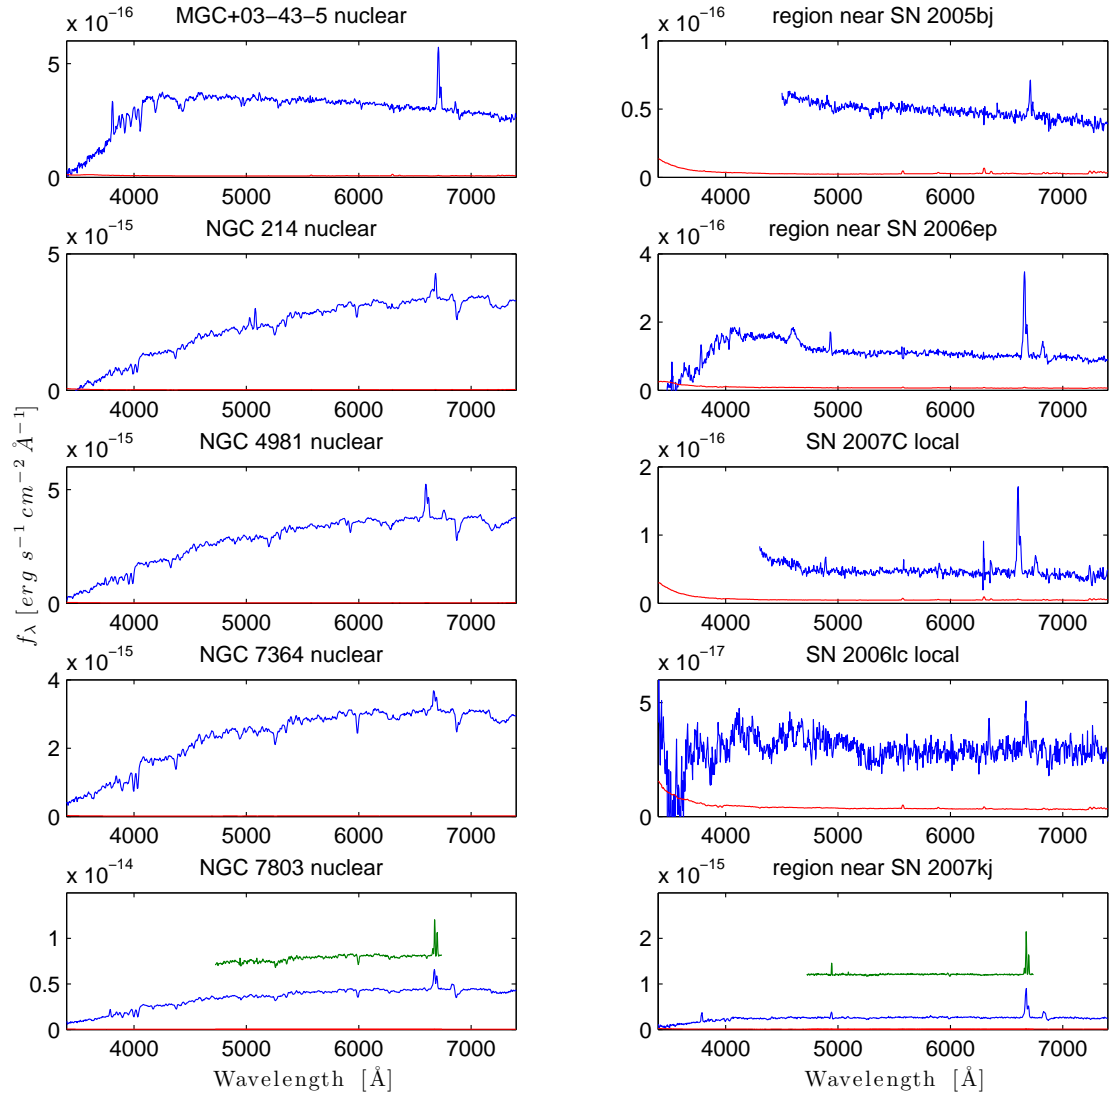 x 10−16 MGC+03−43−5 nuclear
5
0
4000 5000 6000 7000
x 10−15 NGC 214 nuclear
5
0
4000 5000 6000 7000
x 10−15 NGC 4981 nuclear
5
0
4000 5000 6000 7000
x 10−15 NGC 7364 nuclear
4
2
0
4000 5000 6000 7000
x 10−14 NGC 7803 nuclear
1
0.5
0
4000 5000 6000 7000
Wavelength [Å]
fλ [erg s−1 cm−2 Å−1]
x 10−16 region near SN 2005bj
1
0.5
0
4000 5000 6000 7000
x 10−16 region near SN 2006ep
4
2
0
4000 5000 6000 7000
x 10−16 SN 2007C local
2
1
0
4000 5000 6000 7000
x 10−17 SN 2006lc local
5
0
4000 5000 6000 7000
x 10−15 region near SN 2007kj
2
1
0
4000 5000 6000 7000
Wavelength [Å]